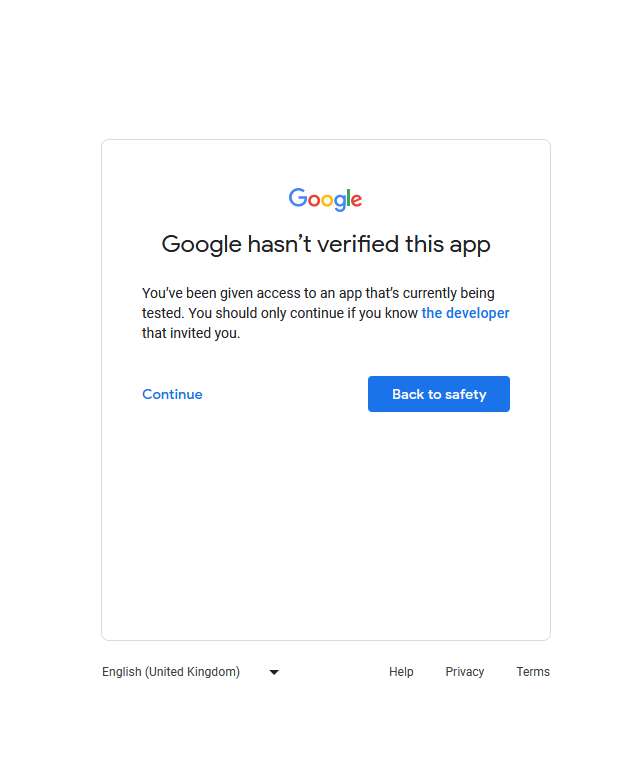 Google
Google hasn’t verified this app
You’ve been given access to an app that’s currently being
tested. You should only continue if you know the developer
that invited you.
Continue
Back to safety
English (United Kingdom)
Help
Privacy
Terms